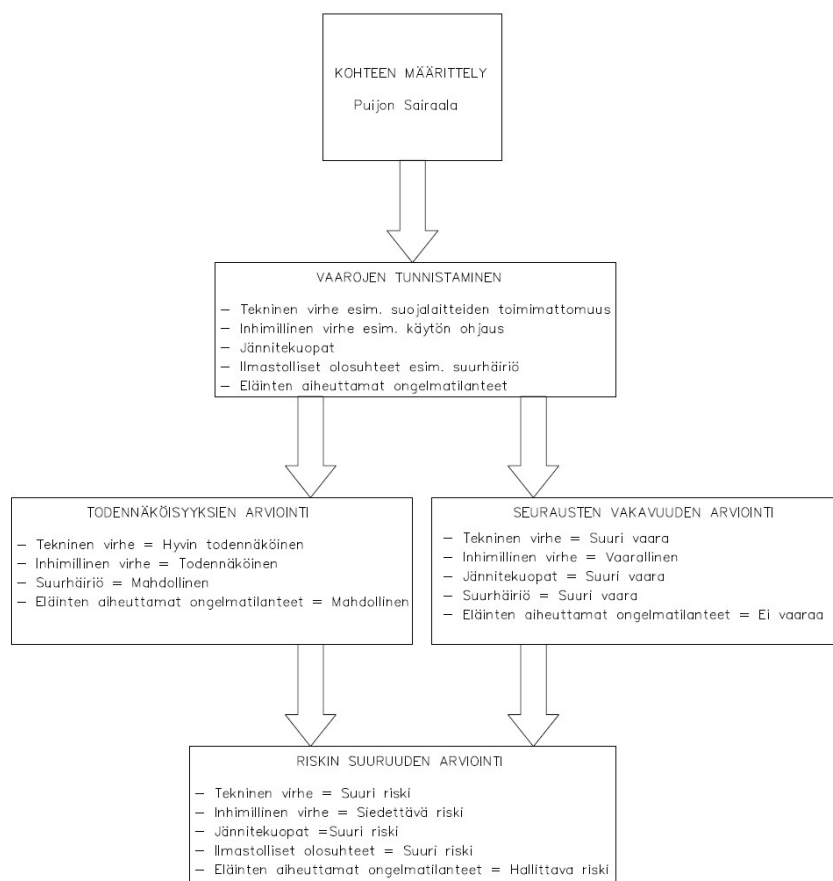 KOHTEEN MÄÄRITTELY
Puijon Sairaala
VAAROJEN TUNNISTAMINEN
– Tekninen virhe esim. suojalaitteiden toimimattomuus
– Inhimillinen virhe esim. käytön ohjaus
– Jännitekuopat
– Ilmastolliset olosuhteet esim. suurhäiriö
– Eläinten aiheuttamat ongelmatilanteet
TODENNÄKÖISYYKSIEN ARVIOINTI
– Tekninen virhe = Hyvin todennäköinen
– Inhimillinen virhe = Todennäköinen
– Suurhäiriö = Mahdollinen
– Eläinten aiheuttamat ongelmatilanteet = Mahdollinen
SEURAUSTEN VAKAVUUDEN ARVIOINTI
– Tekninen virhe = Suuri vaara
– Inhimillinen virhe = Vaarallinen
– Jännitekuopat = Suuri vaara
– Suurhäiriö = Suuri vaara
– Eläinten aiheuttamat ongelmatilanteet = Ei vaaraa
RISKIN SUURUUDEN ARVIOINTI
– Tekninen virhe = Suuri riski
– Inhimillinen virhe = Siedettävä riski
– Jännitekuopat =Suuri riski
– Ilmastolliset olosuhteet = Suuri riski
– Eläinten aiheuttamat ongelmatilanteet = Hallittava riski